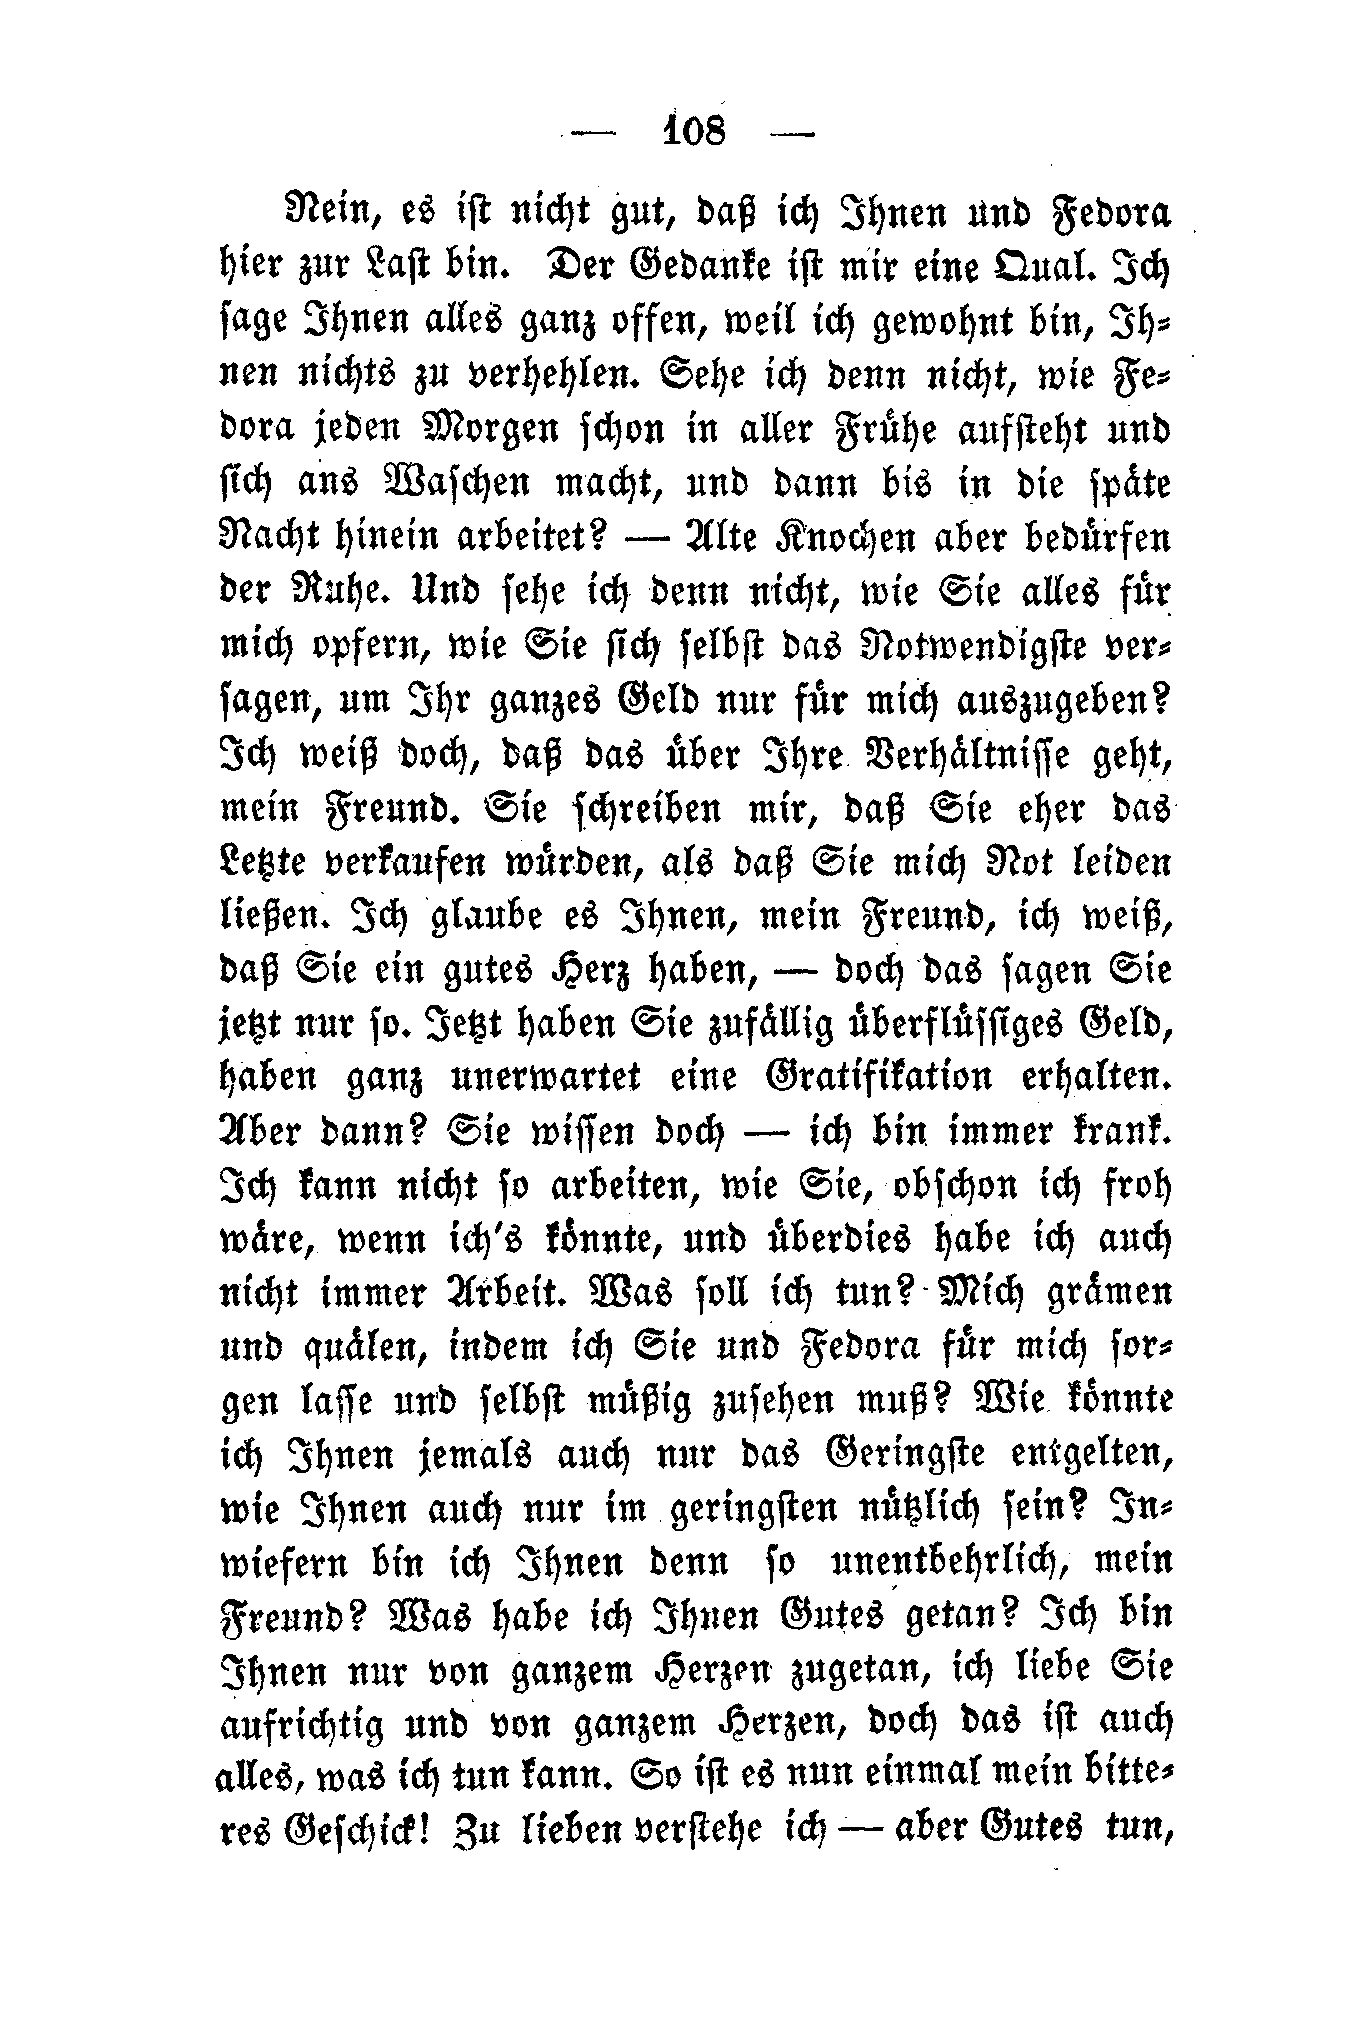 — 108 —
Nein, es ist nicht gut, daß ich Ihnen und Fedora
hier zur Last bin. Der Gedanke ist mir eine Qual. Ich
sage Ihnen alles ganz offen, weil ich gewohnt bin, Ih-
nen nichts zu verhehlen. Sehe ich denn nicht, wie Fe-
dora jeden Morgen schon in aller Frühe aufsteht und
sich ans Waschen macht, und dann bis in die späte
Nacht hinein arbeitet? — Alte Knochen aber bedürfen
der Ruhe. Und sehe ich denn nicht, wie Sie alles für
mich opfern, wie Sie sich selbst das Notwendigste ver-
sagen, um Ihr ganzes Geld nur für mich auszugeben?
Ich weiß doch, daß das über Ihre Verhältnisse geht,
mein Freund. Sie schreiben mir, daß Sie eher das
Letzte verkaufen würden, als daß Sie mich Not leiden
ließen. Ich glaube es Ihnen, mein Freund, ich weiß,
daß Sie ein gutes Herz haben, — doch das sagen Sie
jetzt nur so. Jetzt haben Sie zufällig überflüssiges Geld,
haben ganz unerwartet eine Gratifikation erhalten.
Aber dann? Sie wissen doch — ich bin immer krank.
Ich kann nicht so arbeiten, wie Sie, obschon ich froh
wäre, wenn ich's könnte, und überdies habe ich auch
nicht immer Arbeit. Was soll ich tun? Mich grämen
und quälen, indem ich Sie und Fedora für mich sor-
gen lasse und selbst müßig zusehen muß? Wie könnte
ich Ihnen jemals auch nur das Geringste entgelten,
wie Ihnen auch nur im geringsten nützlich sein? In-
wiefern bin ich Ihnen denn so unentbehrlich, mein
Freund? Was habe ich Ihnen Gutes getan? Ich bin
Ihnen nur von ganzem Herzen zugetan, ich liebe Sie
aufrichtig und von ganzem Herzen, doch das ist auch
alles, was ich tun kann. So ist es nun einmal mein bitte-
res Geschick! Zu lieben verstehe ich — aber Gutes tun,